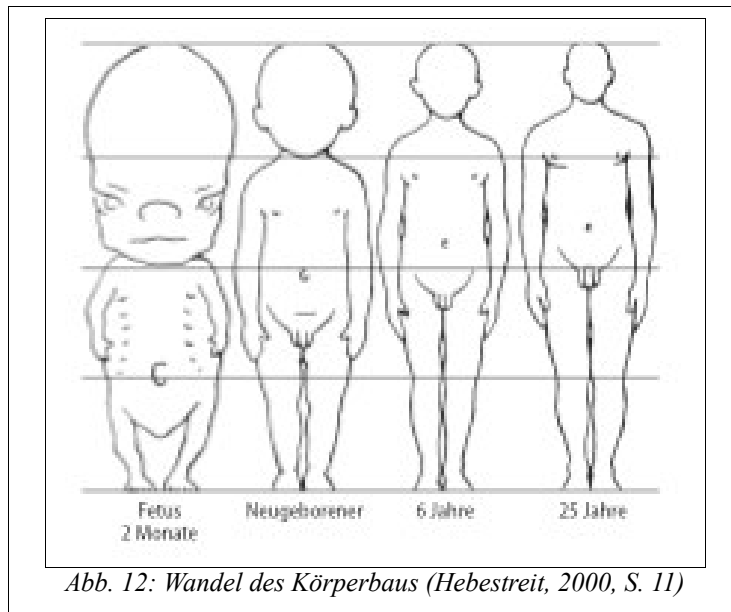 Fetus
2 Monate
Neugeborener
6 Jahre
25 Jahre
Abb. 12: Wandel des Körperbaus (Hebestreit, 2000, S. 11)